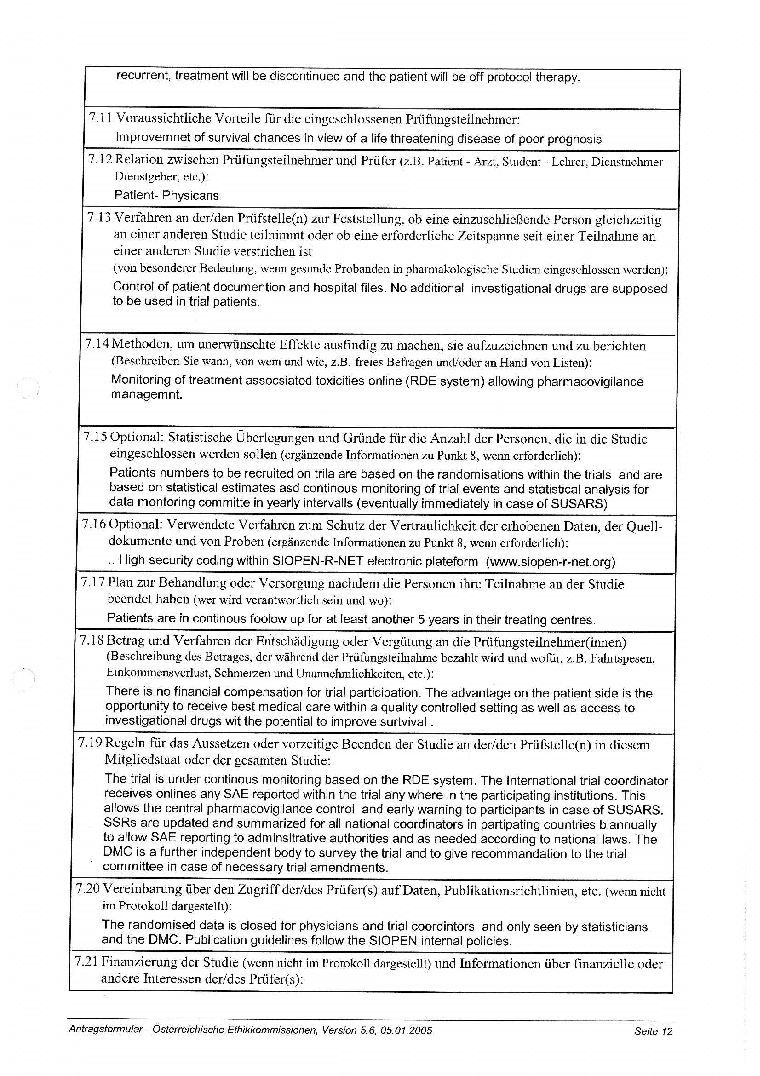 recurrent, treatment will be discontinued and the patient will be off protocol therapy.
7.11 Voraussichtliche Vorteile für die eingeschlossenen Prüfungsteilnehmer:
Improvemnet of survival chances in view of a life threatening disease of poor prognosis
7.12 Relation zwischen Prüfungsteilnehmer und Prüfer (z.B. Patient - Arzt, Student - Lehrer, Dienstnehmer
Dienstgeber, etc.):
Patient- Physicans
7.13 Verfahren an der/den Prüfstelle(n) zur Feststellung, ob eine einzuschließende Person gleichzeitig
an einer anderen Studie teilnimmt oder ob eine erforderliche Zeitspanne seit einer Teilnahme an
einer anderen Studie verstrichen ist
(von besonderer Bedeutung, wenn gesunde Probanden in pharmakologische Studien eingeschlossen werden):
Control of patient documention and hospital files. No additional investigational drugs are supposed
to be used in trial patients.
7.14 Methoden, um unerwünschte Effekte ausfindig zu machen, sie aufzuzeichnen und zu berichten
(Beschreiben Sie wann, von wem und wie, z.B. freies Befragen und/oder an Hand von Listen):
Monitoring of treatment assocsiated toxicities online (RDE system) allowing pharmacovigilance
managemnt.
7.15 Optional: Statistische Überlegungen und Gründe für die Anzahl der Personen, die in die Studie
eingeschlossen werden sollen (ergänzende Informationen zu Punkt 8, wenn erforderlich):
Patients numbers to be recruited on trila are based on the randomisations within the trials and are
based on statistical estimates asd continous monitoring of trial events and statistical analysis for
data monforing committe in yearly intervalls (eventually immediately in case of SUSARS)
7.16 Optional: Verwendete Verfahren zum Schutz der Vertraulichkeit der erhobenen Daten, der Quell-
dokumente und von Proben (ergänzende Informationen zu Punkt 8, wenn erforderlich):
.. High security coding within SIOPEN-R-NET electronic plateform (www.siopen-r-net.org)
7.17 Plan zur Behandlung oder Versorgung nachdem die Personen ihre Teilnahme an der Studie
beendet haben (wer wird verantwortlich sein und wo):
Patients are in continous foolow up for at least another 5 years in their treating centres.
7.18 Betrag und Verfahren der Entschädigung oder Vergütung an die Prüfungsteilnehmer(innen)
(Beschreibung des Betrages, der während der Prüfungsteilnahme bezahlt wird und wofür, z.B. Fahrtspesen,
Einkommensverlust, Schmerzen und Unannehmlichkeiten, etc.):
There is no financial compensation for trial participation. The advantage on the patient side is the
opportunity to receive best medical care within a quality controlled setting as well as access to
investigational drugs wit the potential to improve surtvival .
7.19 Regeln für das Aussetzen oder vorzeitige Beenden der Studie an der/den Prüfstelle(n) in diesem
Mitgliedstaat oder der gesamten Studie:
The trial is under continous monitoring based on the RDE system. The International trial coordinator
receives onlines any SAE reported within the trial any where in the participating institutions. This
allows the central pharmacovigilance control and early warning to participants in case of SUSARS.
SSRs are updated and summarized for all national coordinators in partipating countries biannually
to allow SAE reporting to adminsitrative authorities and as needed according to national laws. The
DMC is a further independent body to survey the trial and to give recommandation to the trial
committee in case of necessary trial amendments.
7.20 Vereinbarung über den Zugriff der/des Prüfer(s) auf Daten, Publikationsrichtlinien, etc. (wenn nicht
im Protokoll dargestellt):
The randomised data is closed for physicians and trial coordintors and only seen by statisticians
and the DMC. Publication guidelines follow the SIOPEN internal policies.
7.21 Finanzierung der Studie (wenn nicht im Protokoll dargestellt) und Informationen über finanzielle oder
andere Interessen der/des Prüfer(s):
Antragsformular Österreichische Ethikkommissionen, Version 5.6, 05.01.2005
Seite 12